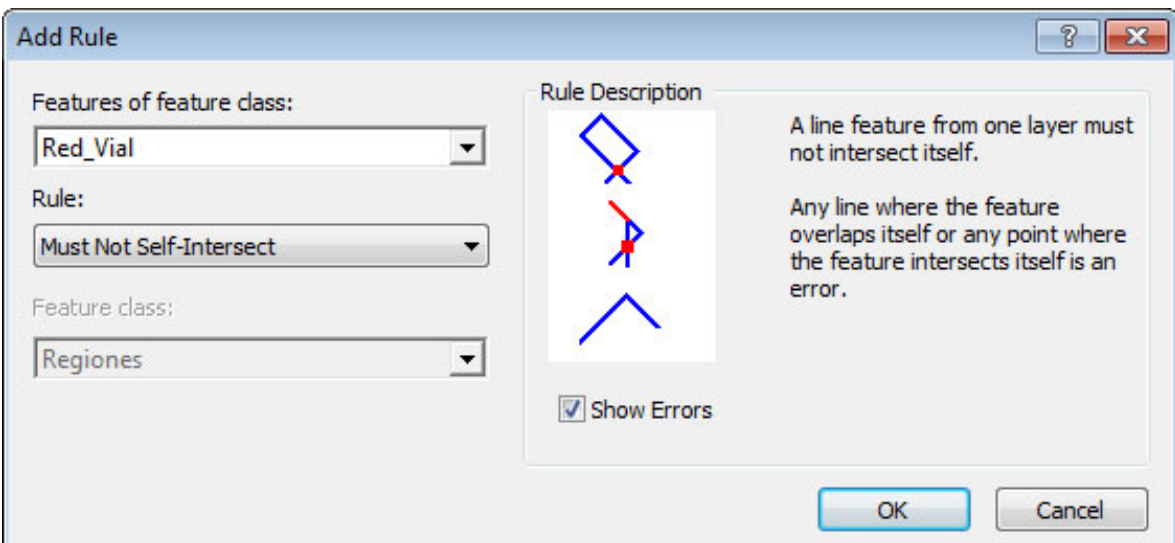 Add Rule
Features of feature class:
Red_Vial
Rule:
Must Not Self-Intersect
Feature class:
Regiones
Rule Description
A line feature from one layer must
not intersect itself.
Any line where the feature
overlaps itself or any point where
the feature intersects itself is an
error.
Show Errors
OK
Cancel